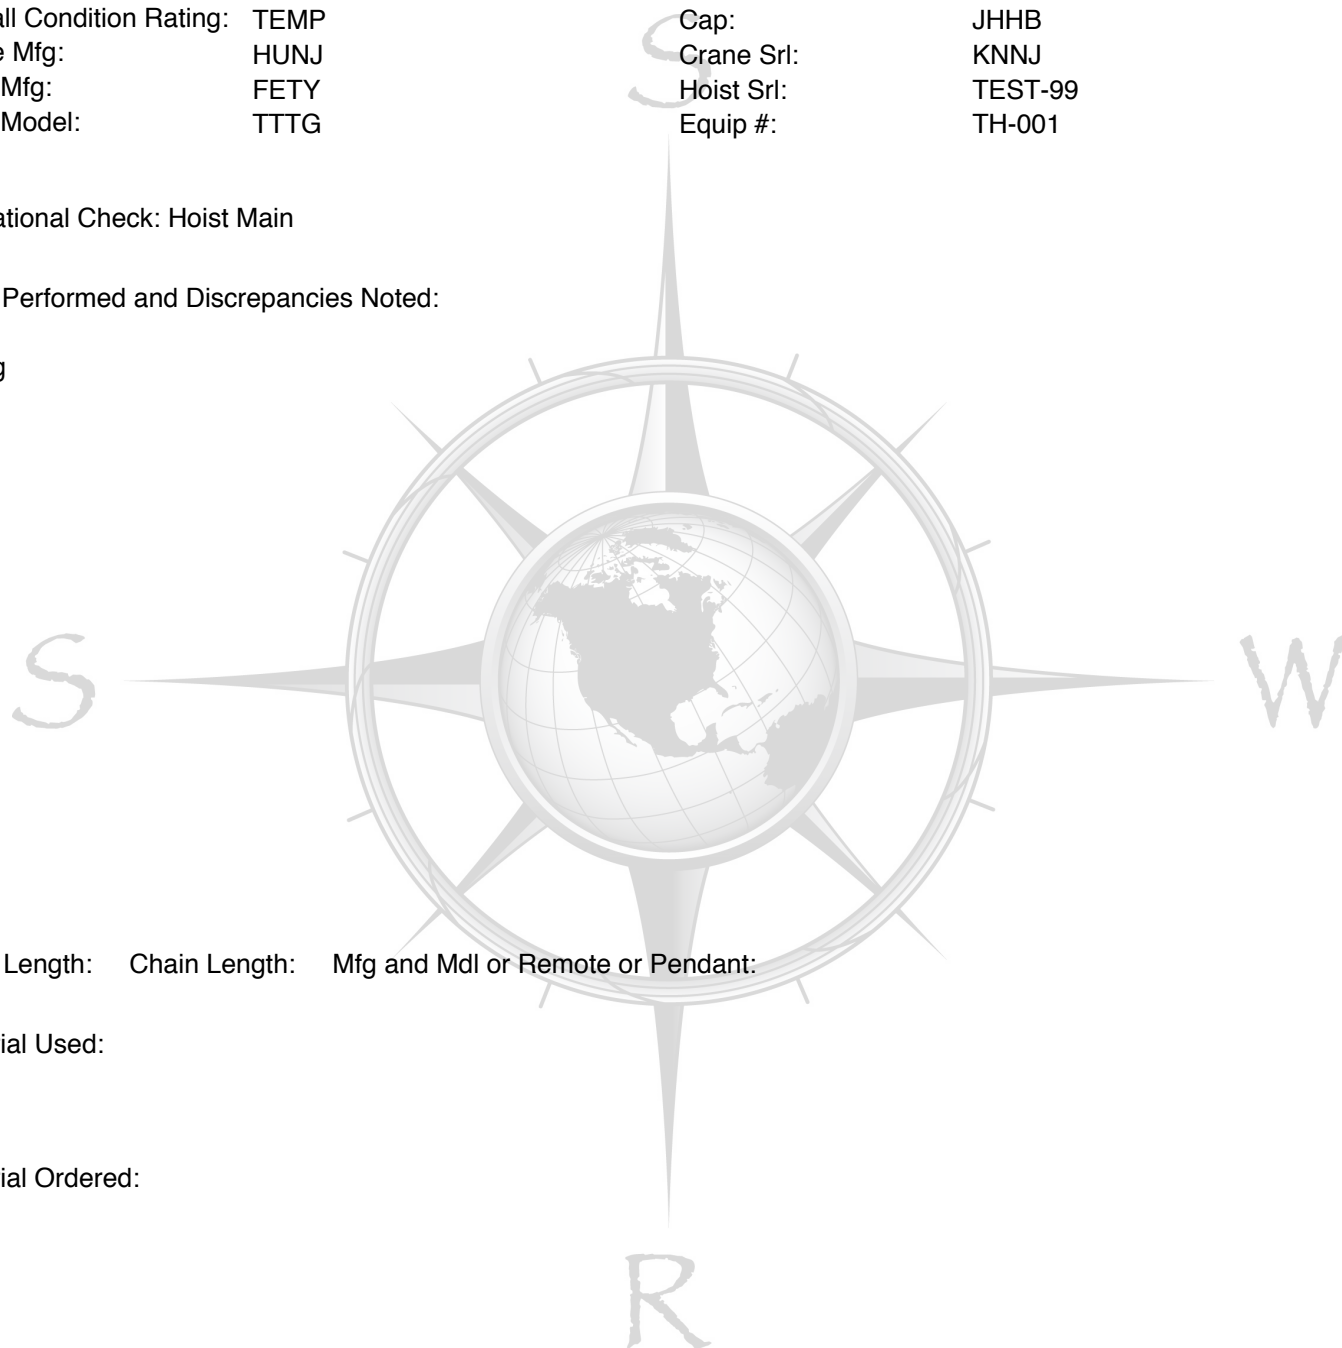 all Condition Rating: TEMP Cap: JHHB
e Mfg: HUNJ Crane Srl: KNNJ
Mfg: FETY Hoist Srl: TEST-99
Model: TTTG Equip #: TH-001
S
ational Check: Hoist Main
Performed and Discrepancies Noted:
g
S W
Length: Chain Length: Mfg and Mdl or Remote or Pendant:
ial Used:
ial Ordered:
R